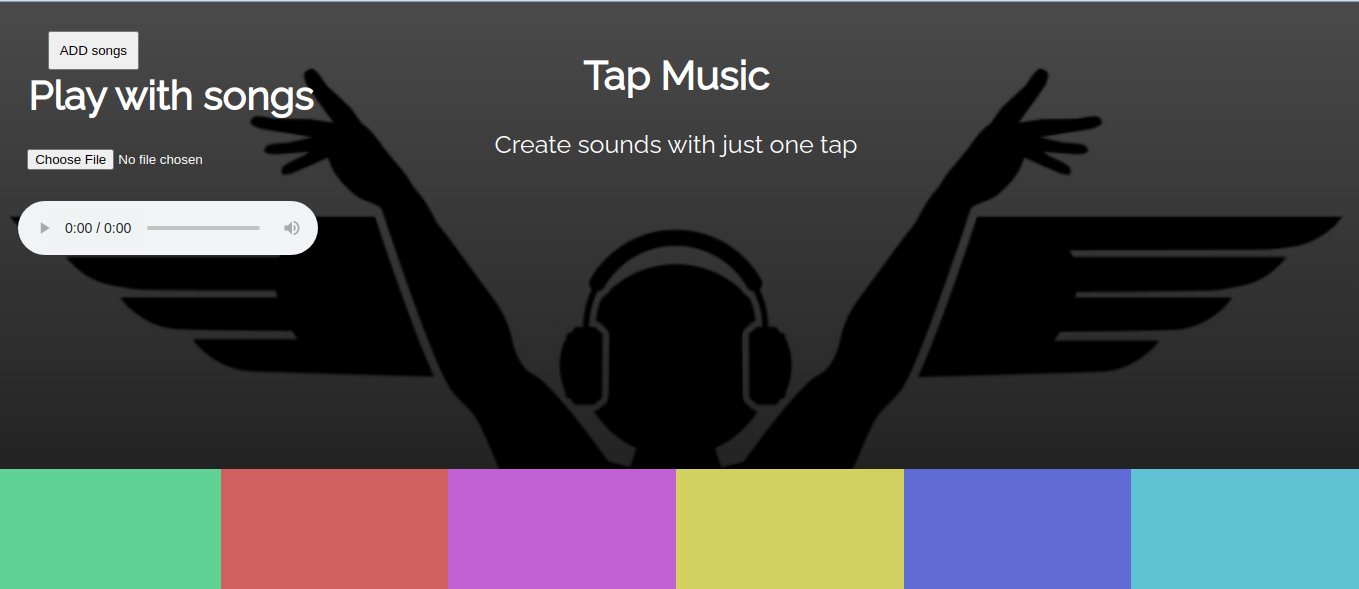 ADD songs
Play with songs
Choose File No file chosen
0:00 / 0:00
Tap Music
Create sounds with just one tap